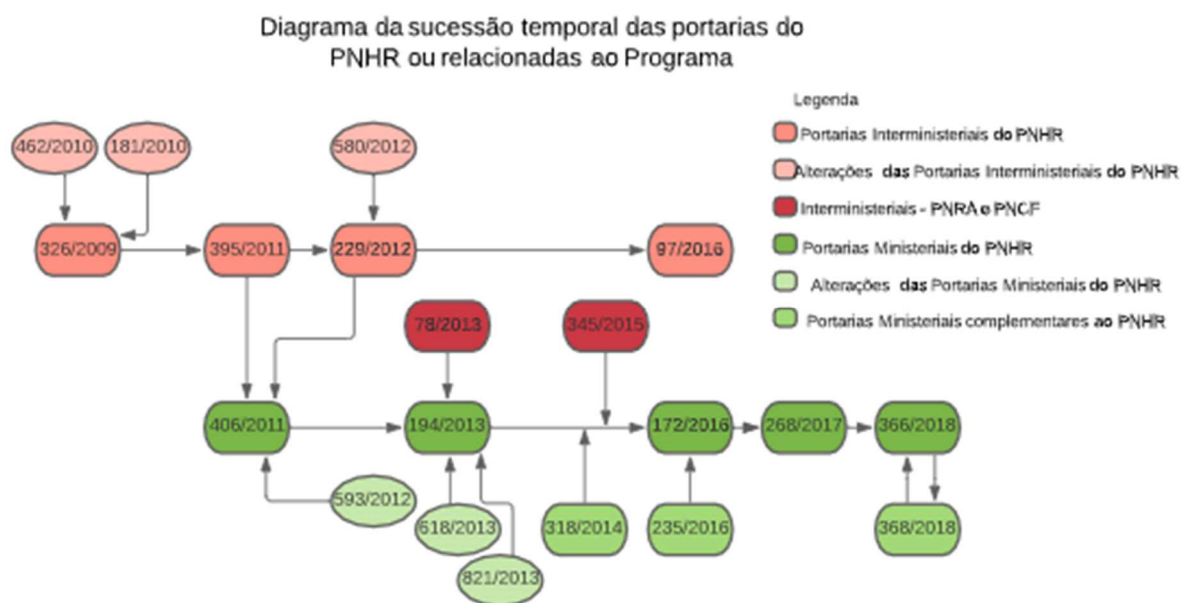 Diagrama da sucessão temporal das portarias do
PNHR ou relacionadas ao Programa
Legenda
Portarias Interministeriais do PNHR
Alterações das Portarias Interministeriais do PNHR
Interministeriais - PNRA e PNCF
Portarias Ministeriais do PNHR
Alterações das Portarias Ministeriais do PNHR
Portarias Ministeriais complementares ao PNHR
462/2010 181/2010 580/2012
326/2009 395/2011 229/2012 97/2016
78/2013 345/2015
406/2011 194/2013 172/2016 268/2017 366/2018
593/2012
618/2013 318/2014 235/2016 368/2018
821/2013